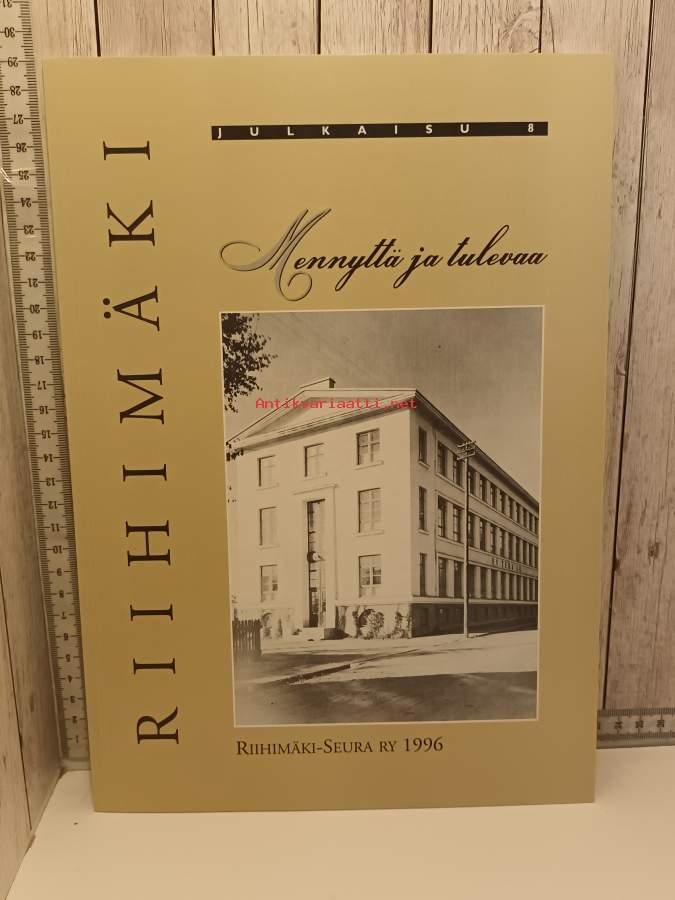 JULKAISU 8
RIIHIMÄKI
Mennyttä ja tulevaa
Antikvariaatti.net
RIIHIMÄKI-SEURA RY 1996